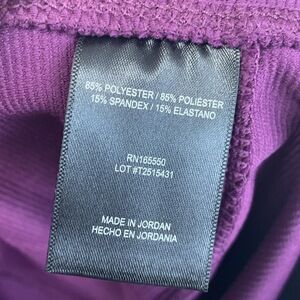 85% POLYESTER / 85% POLIÉSTER
15% SPANDEX / 15% ELASTANO
RN165550
LOT #T2515431
MADE IN JORDAN
HECHO EN JORDANIA